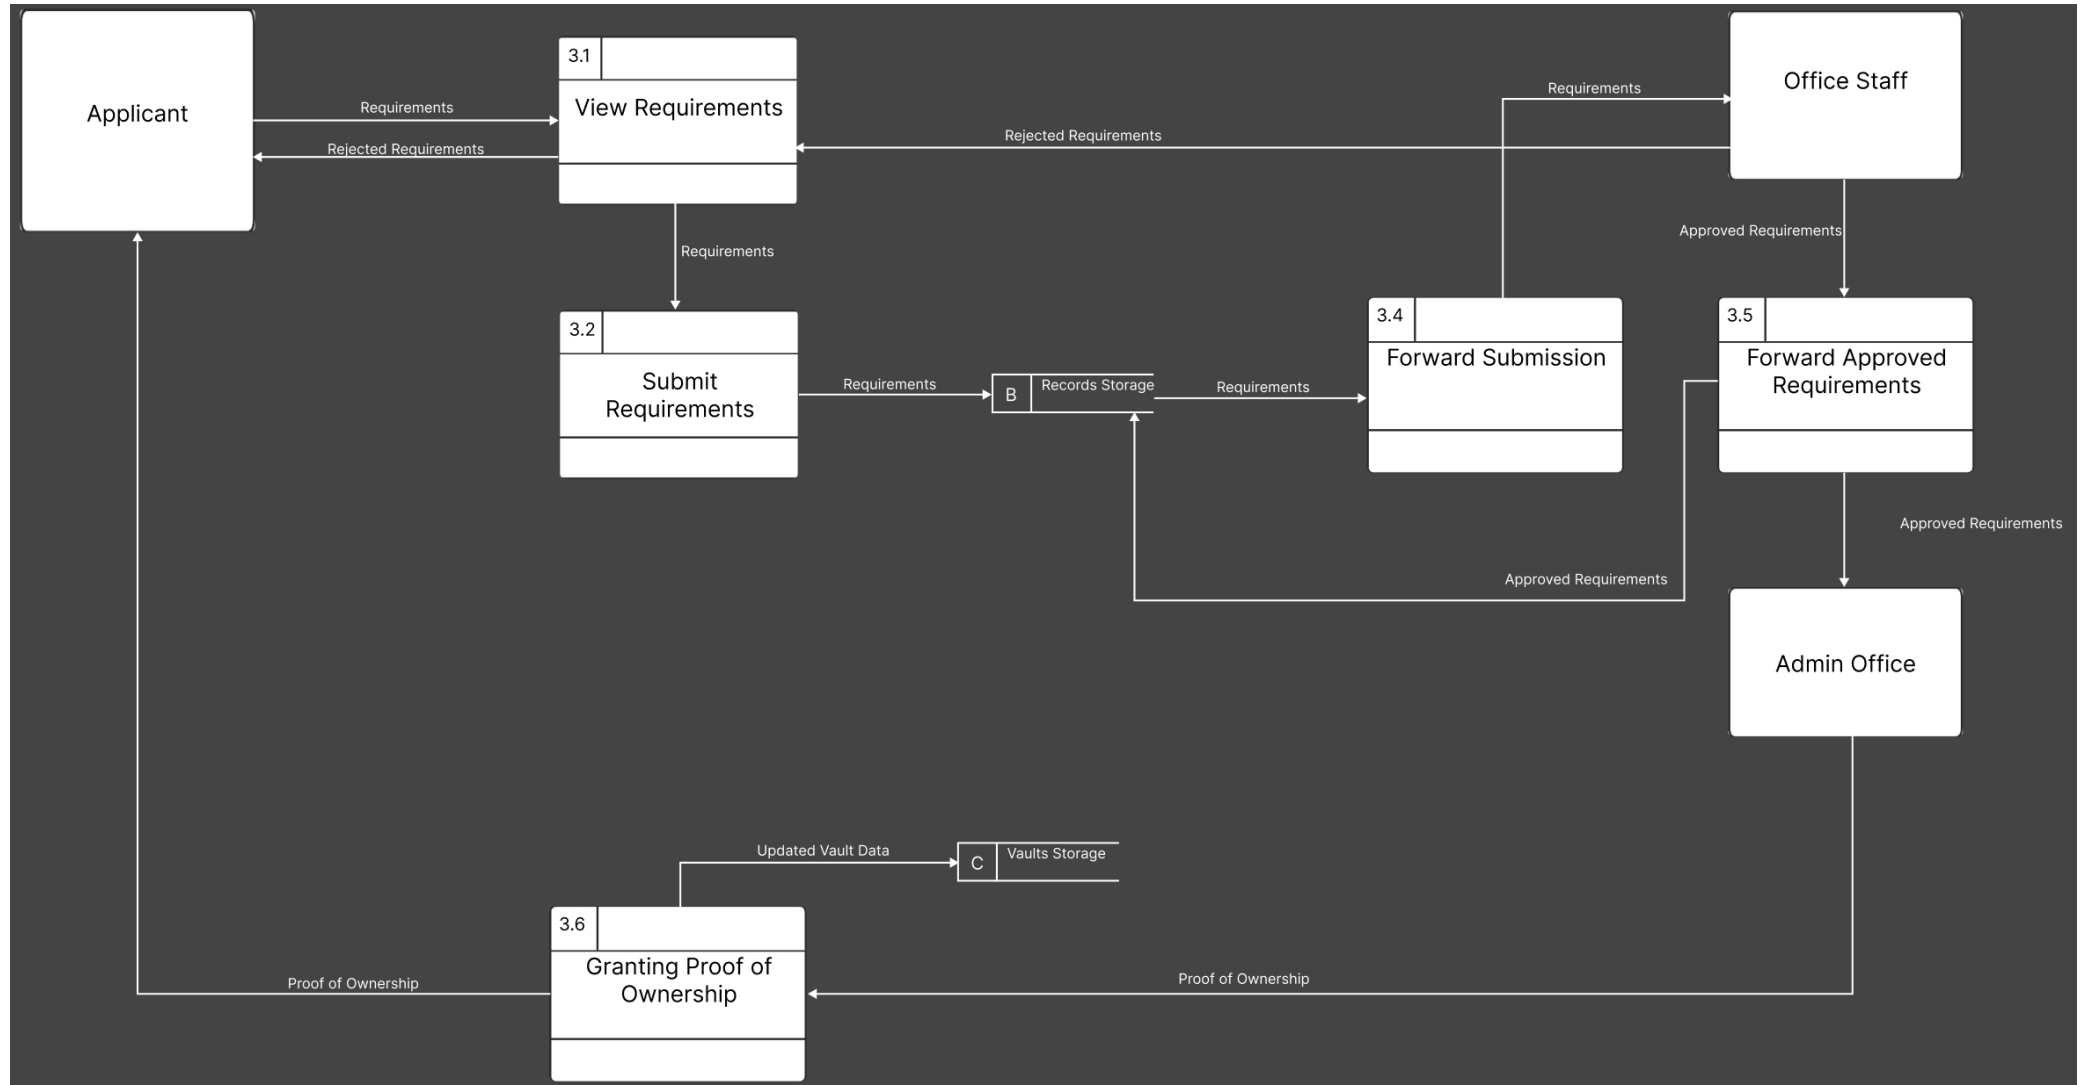 3.1
Office Staff
Requirements
Applicant
Requirements
View Requirements
Rejected Requirements
Rejected Requirements
Approved Requirements
Requirements
3.2
3.4
3.5
Forward Submission
Forward Approved
Requirements
Submit
Requirements
Requirements
B
Records Storage
Requirements
Approved Requirements
Approved Requirements
Admin Office
Updated Vault Data
C
Vaults Storage
3.6
Granting Proof of
Ownership
Proof of Ownership
Proof of Ownership